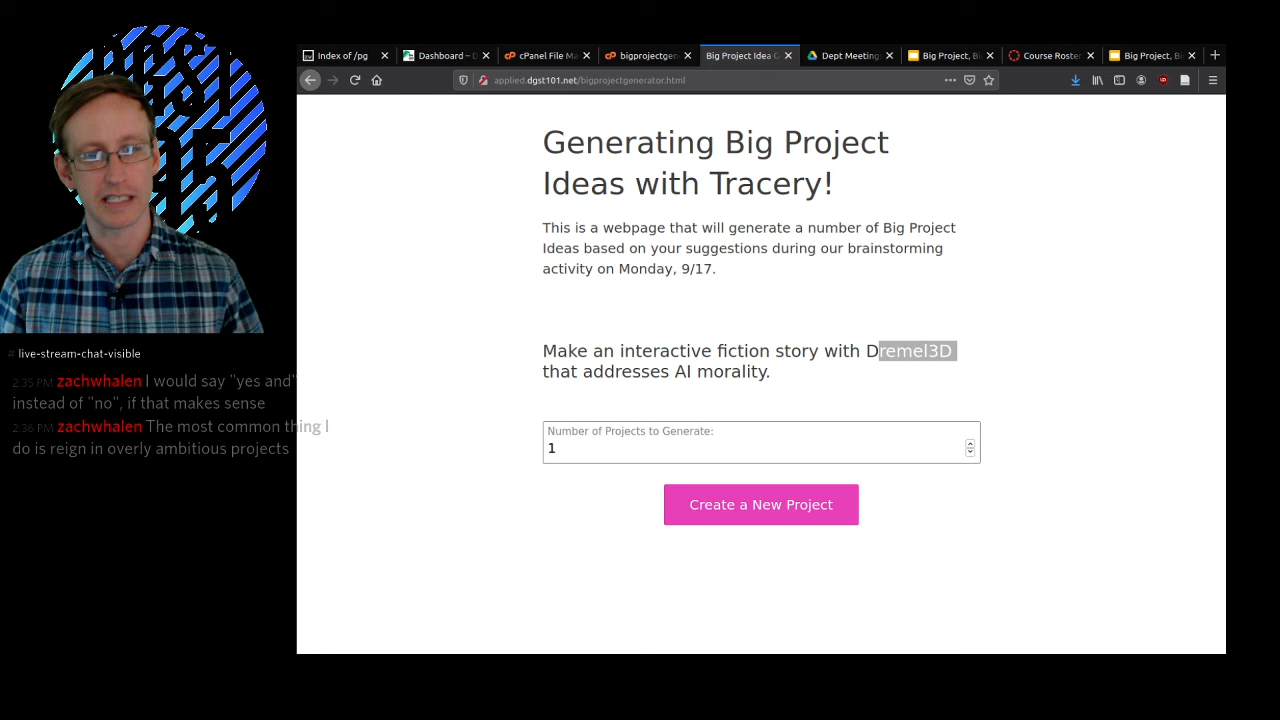 Index of /pg
Dashboard – D
cPanel File Ma
bigprojectgen
Big Project Idea G
Dept Meeting
Big Project, Bi
Course Roster
Big Project, Bi
applied.dgst101.net/bigprojectgenerator.html
Generating Big Project
Ideas with Tracery!
This is a webpage that will generate a number of Big Project
Ideas based on your suggestions during our brainstorming
activity on Monday, 9/17.
Make an interactive fiction story with Dremel3D
that addresses AI morality.
Number of Projects to Generate:
1
Create a New Project
# live-stream-chat-visible
2:35 PM zachwhalen I would say "yes and"
instead of "no", if that makes sense
2:36 PM zachwhalen The most common thing I
do is reign in overly ambitious projects